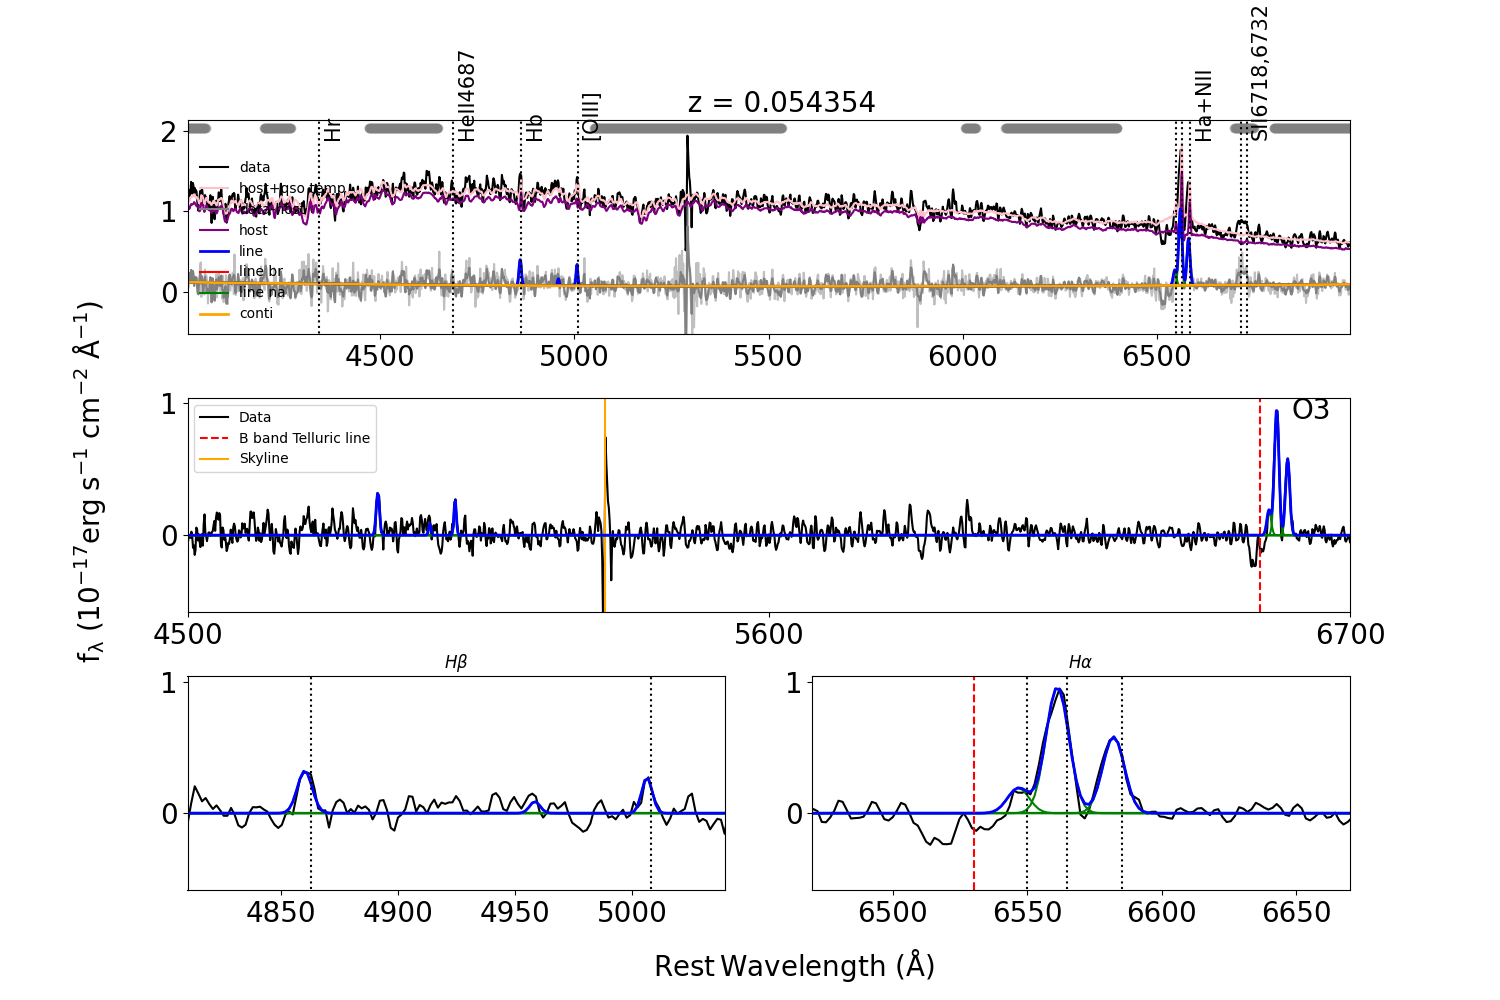 Hr
HeII4687
Hb
[OIII]
Ha+NII
SII6718,6732
z = 0.054354
2
1
0
data
host+qso temp
host
line
line br
line na
conti
4500
5000
5500
6000
6500
fλ (10−17erg s−1 cm−2 Å−1)
1
0
Data
B band Telluric line
Skyline
O3
4500
5600
6700
Hβ
1
0
4850
4900
4950
5000
Hα
1
0
6500
6550
6600
6650
Rest Wavelength (Å)